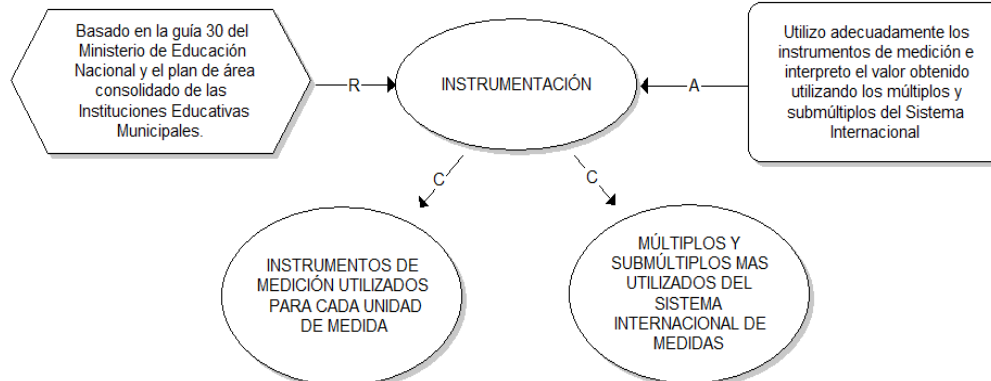 Basado en la guía 30 del
Ministerio de Educación
Nacional y el plan de área
consolidado de las
Instituciones Educativas
Municipales.
R
INSTRUMENTACIÓN
A
Utilizo adecuadamente los
instrumentos de medición e
interpreto el valor obtenido
utilizando los múltiplos y
submúltiplos del Sistema
Internacional
C
C
INSTRUMENTOS DE
MEDICIÓN UTILIZADOS
PARA CADA UNIDAD
DE MEDIDA
MÚLTIPLOS Y
SUBMÚLTIPLOS MAS
UTILIZADOS DEL
SISTEMA
INTERNACIONAL DE
MEDIDAS